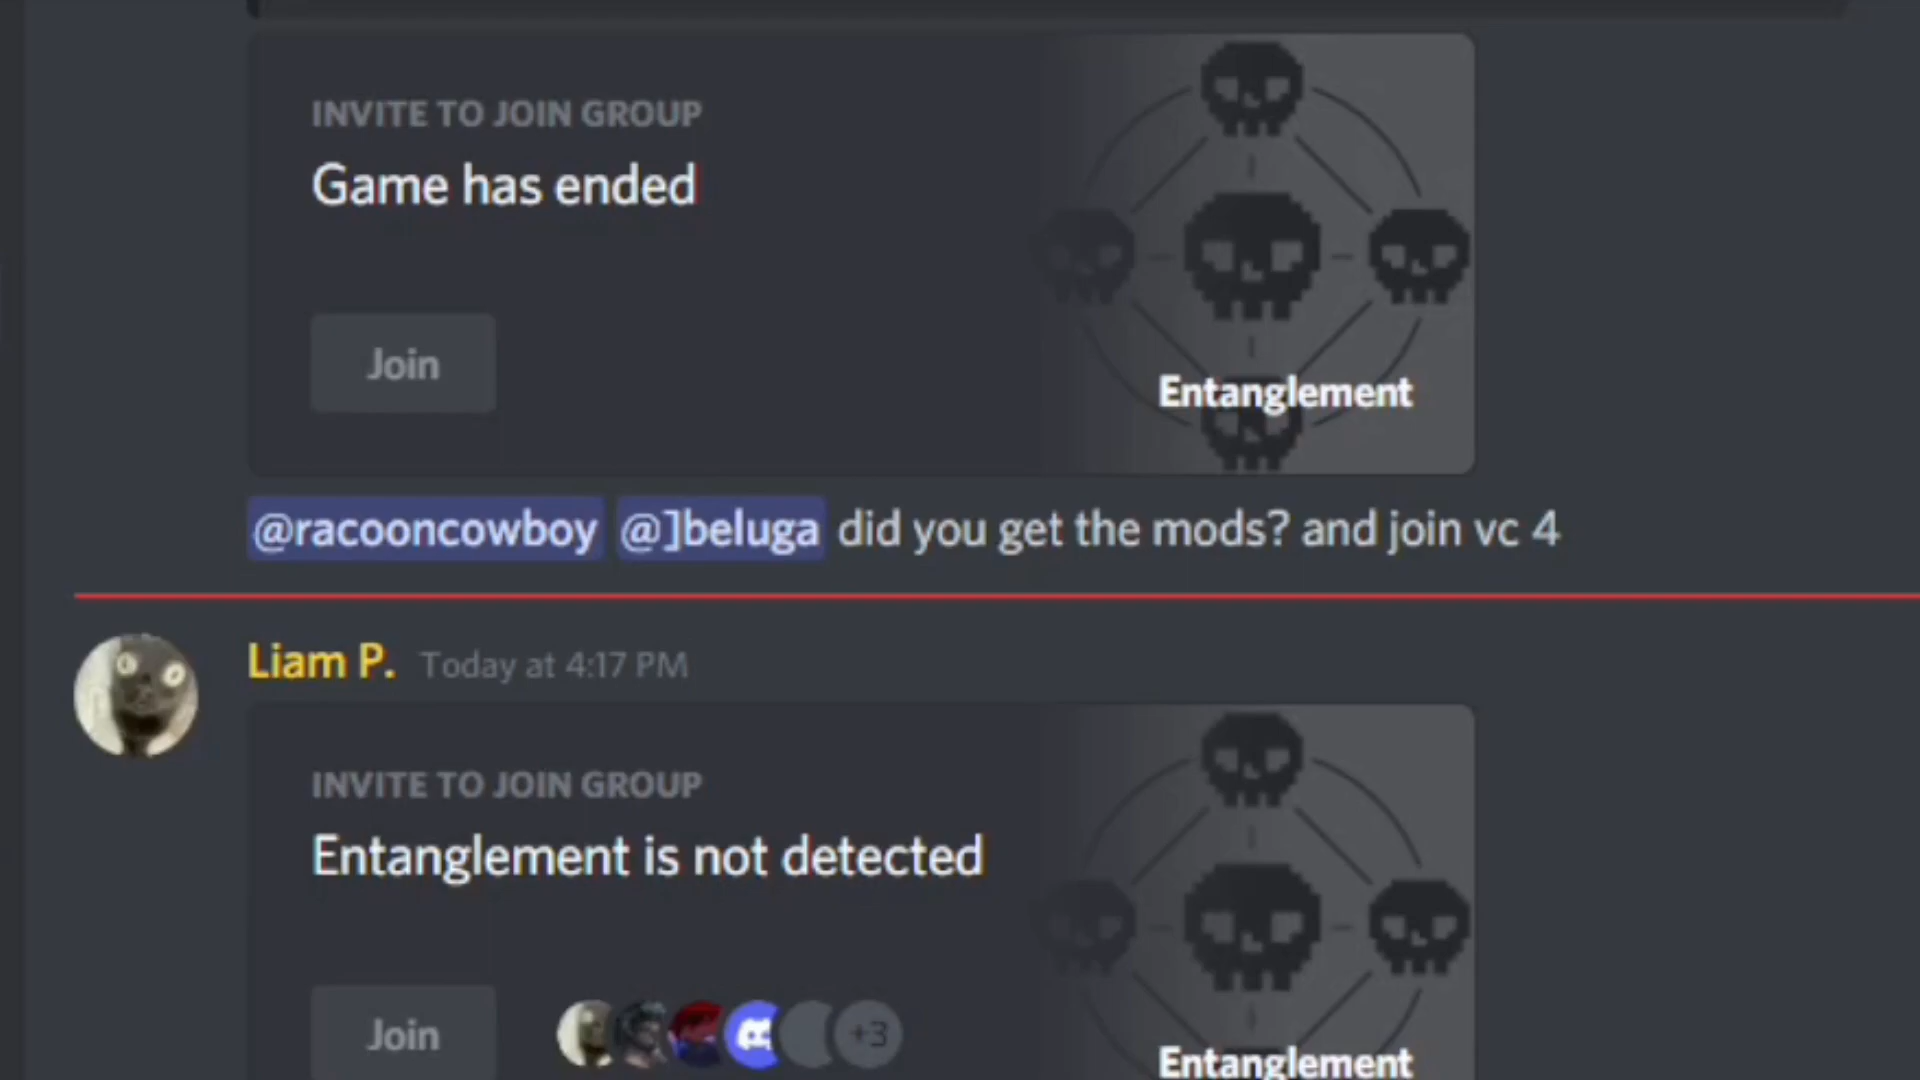 INVITE TO JOIN GROUP
Game has ended
Join
Entanglement
@racooncowboy @]beluga did you get the mods? and join vc 4
Liam P. Today at 4:17 PM
INVITE TO JOIN GROUP
Entanglement is not detected
Join
+3
Entanglement